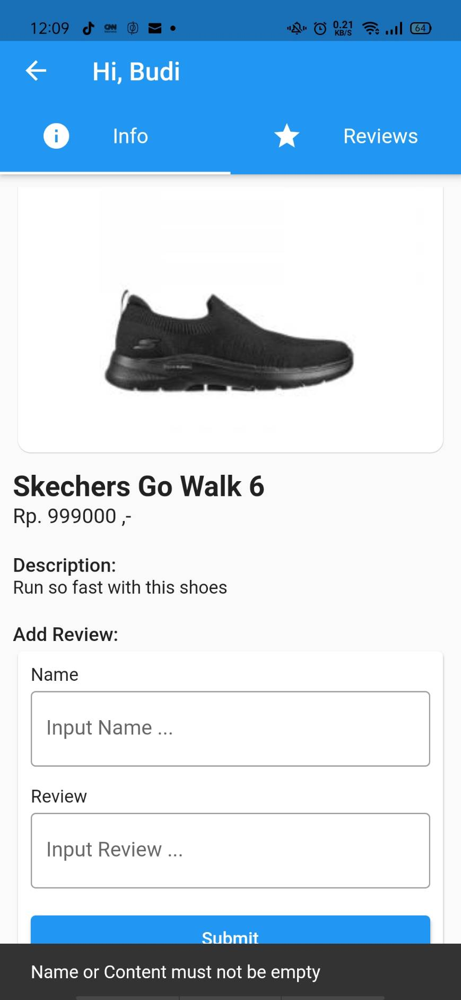 12:09 CNN 0.21 KB/S 64
Hi, Budi
Info Reviews
Skechers Go Walk 6
Rp. 999000 ,-
Description:
Run so fast with this shoes
Add Review:
Name
Input Name ...
Review
Input Review ...
Submit
Name or Content must not be empty